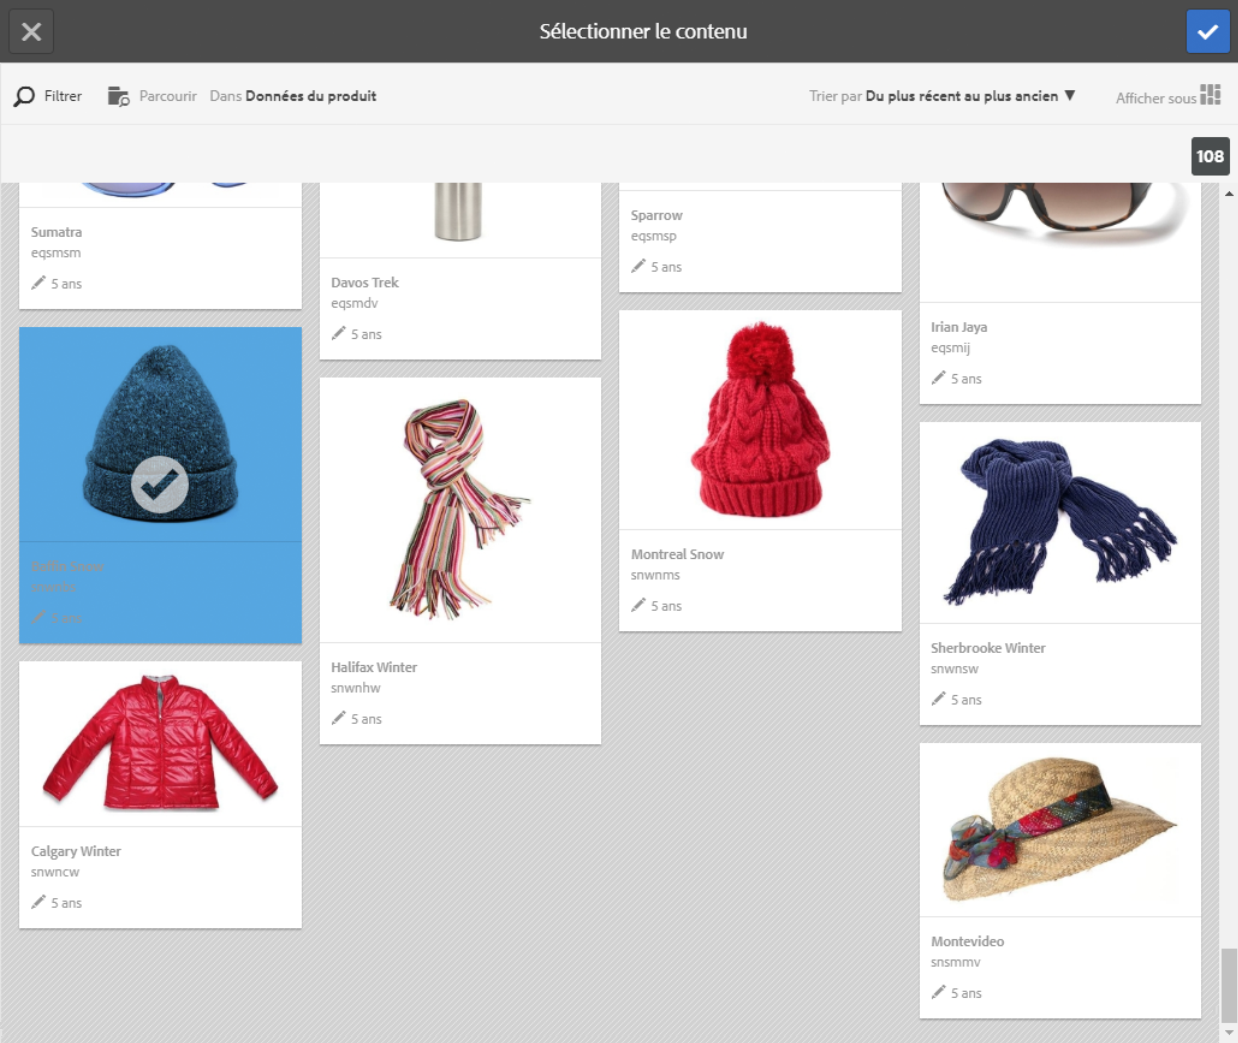 Sélectionner le contenu
Filtrer
Parcourir
Dans Données du produit
Trier par Du plus récent au plus ancien ▼
Afficher sous
108
Sumatra
eqsmsm
5 ans
Davos Trek
eqsmdv
5 ans
Sparrow
eqsmsp
5 ans
Irian Jaya
eqsmij
5 ans
Snow
5 ans
Halifax Winter
snwnhw
5 ans
Montreal Snow
snwnms
5 ans
Sherbrooke Winter
snwnsw
5 ans
Calgary Winter
snwncw
5 ans
Montevideo
snsmmv
5 ans